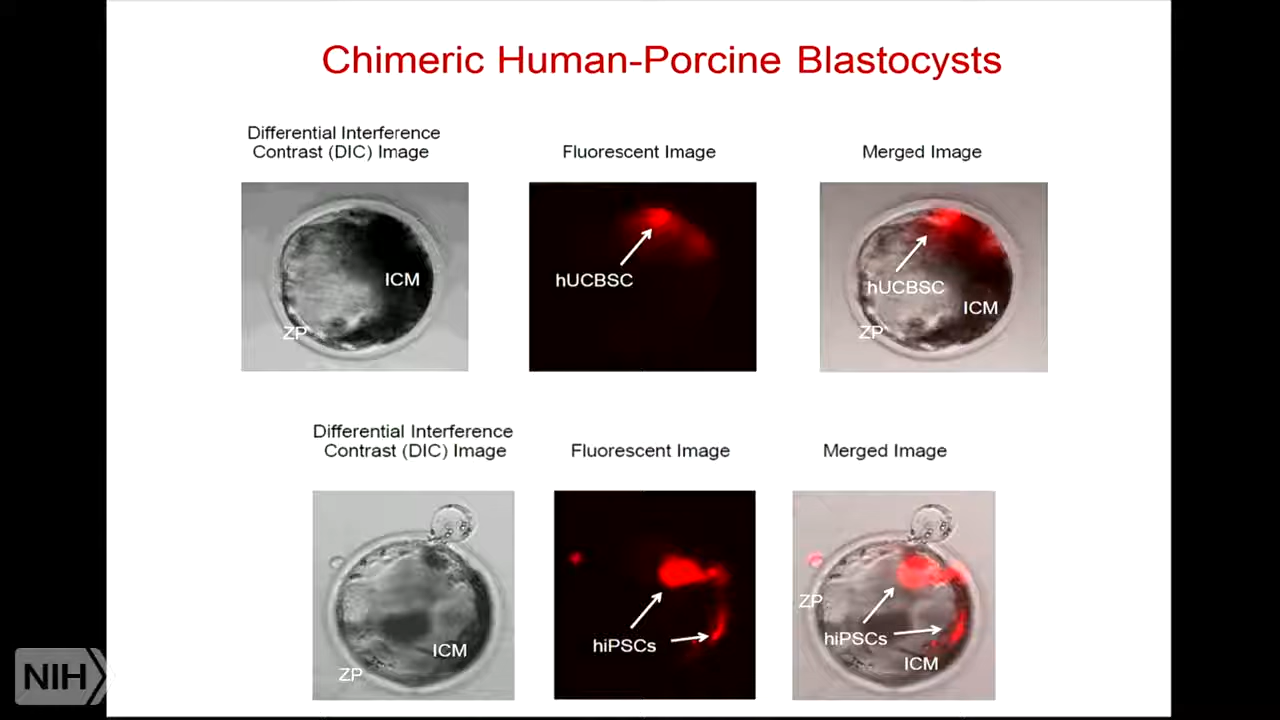 Chimeric Human-Porcine Blastocysts
Differential Interference
Contrast (DIC) Image
Fluorescent Image
Merged Image
ICM
ZP
hUCBSC
hUCBSC
ICM
ZP
Differential Interference
Contrast (DIC) Image
Fluorescent Image
Merged Image
ICM
ZP
hiPSCs
ZP
hiPSCs
ICM
NIH